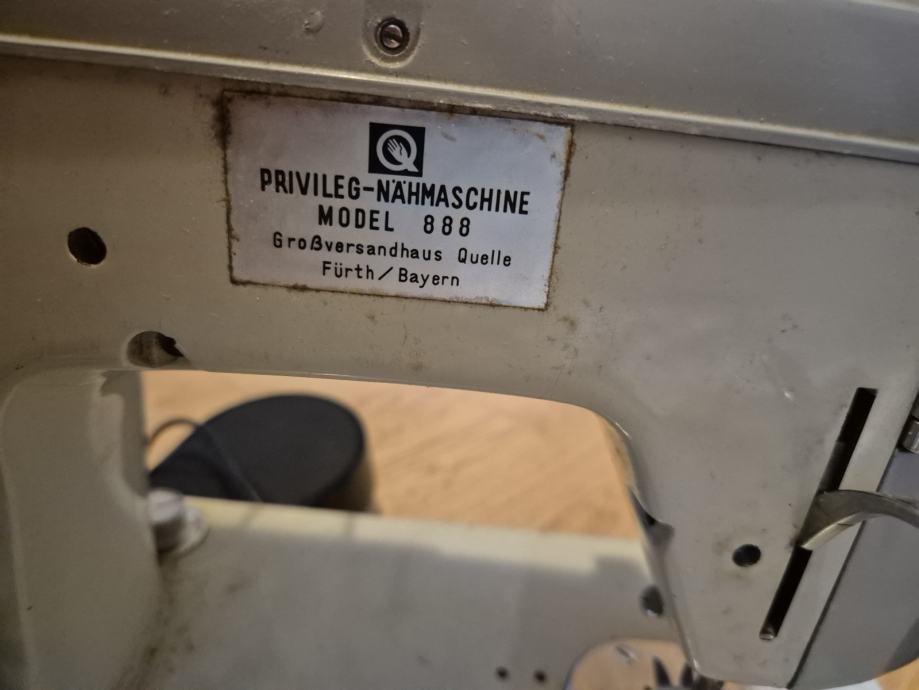 Q
PRIVILEG-NÄHMASCHINE
MODEL 888
Großversandhaus Quelle
Fürth/Bayern